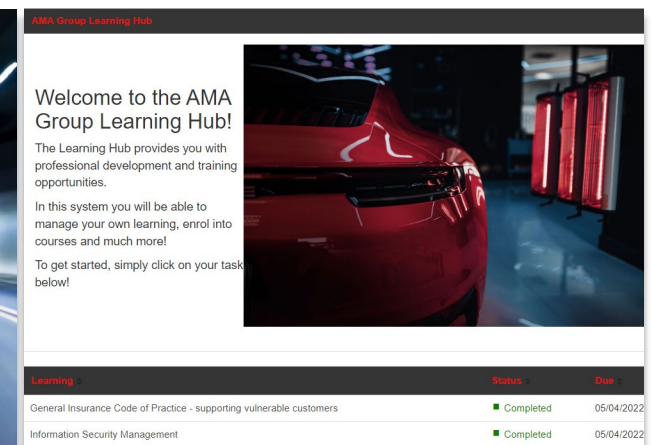 AMA Group Learning Hub
Welcome to the AMA
Group Learning Hub!
The Learning Hub provides you with
professional development and training
opportunities.
In this system you will be able to
manage your own learning, enrol into
courses and much more!
To get started, simply click on your task
below!
Learning Status Due
General Insurance Code of Practice - supporting vulnerable customers Completed 05/04/2022
Information Security Management Completed 05/04/2022